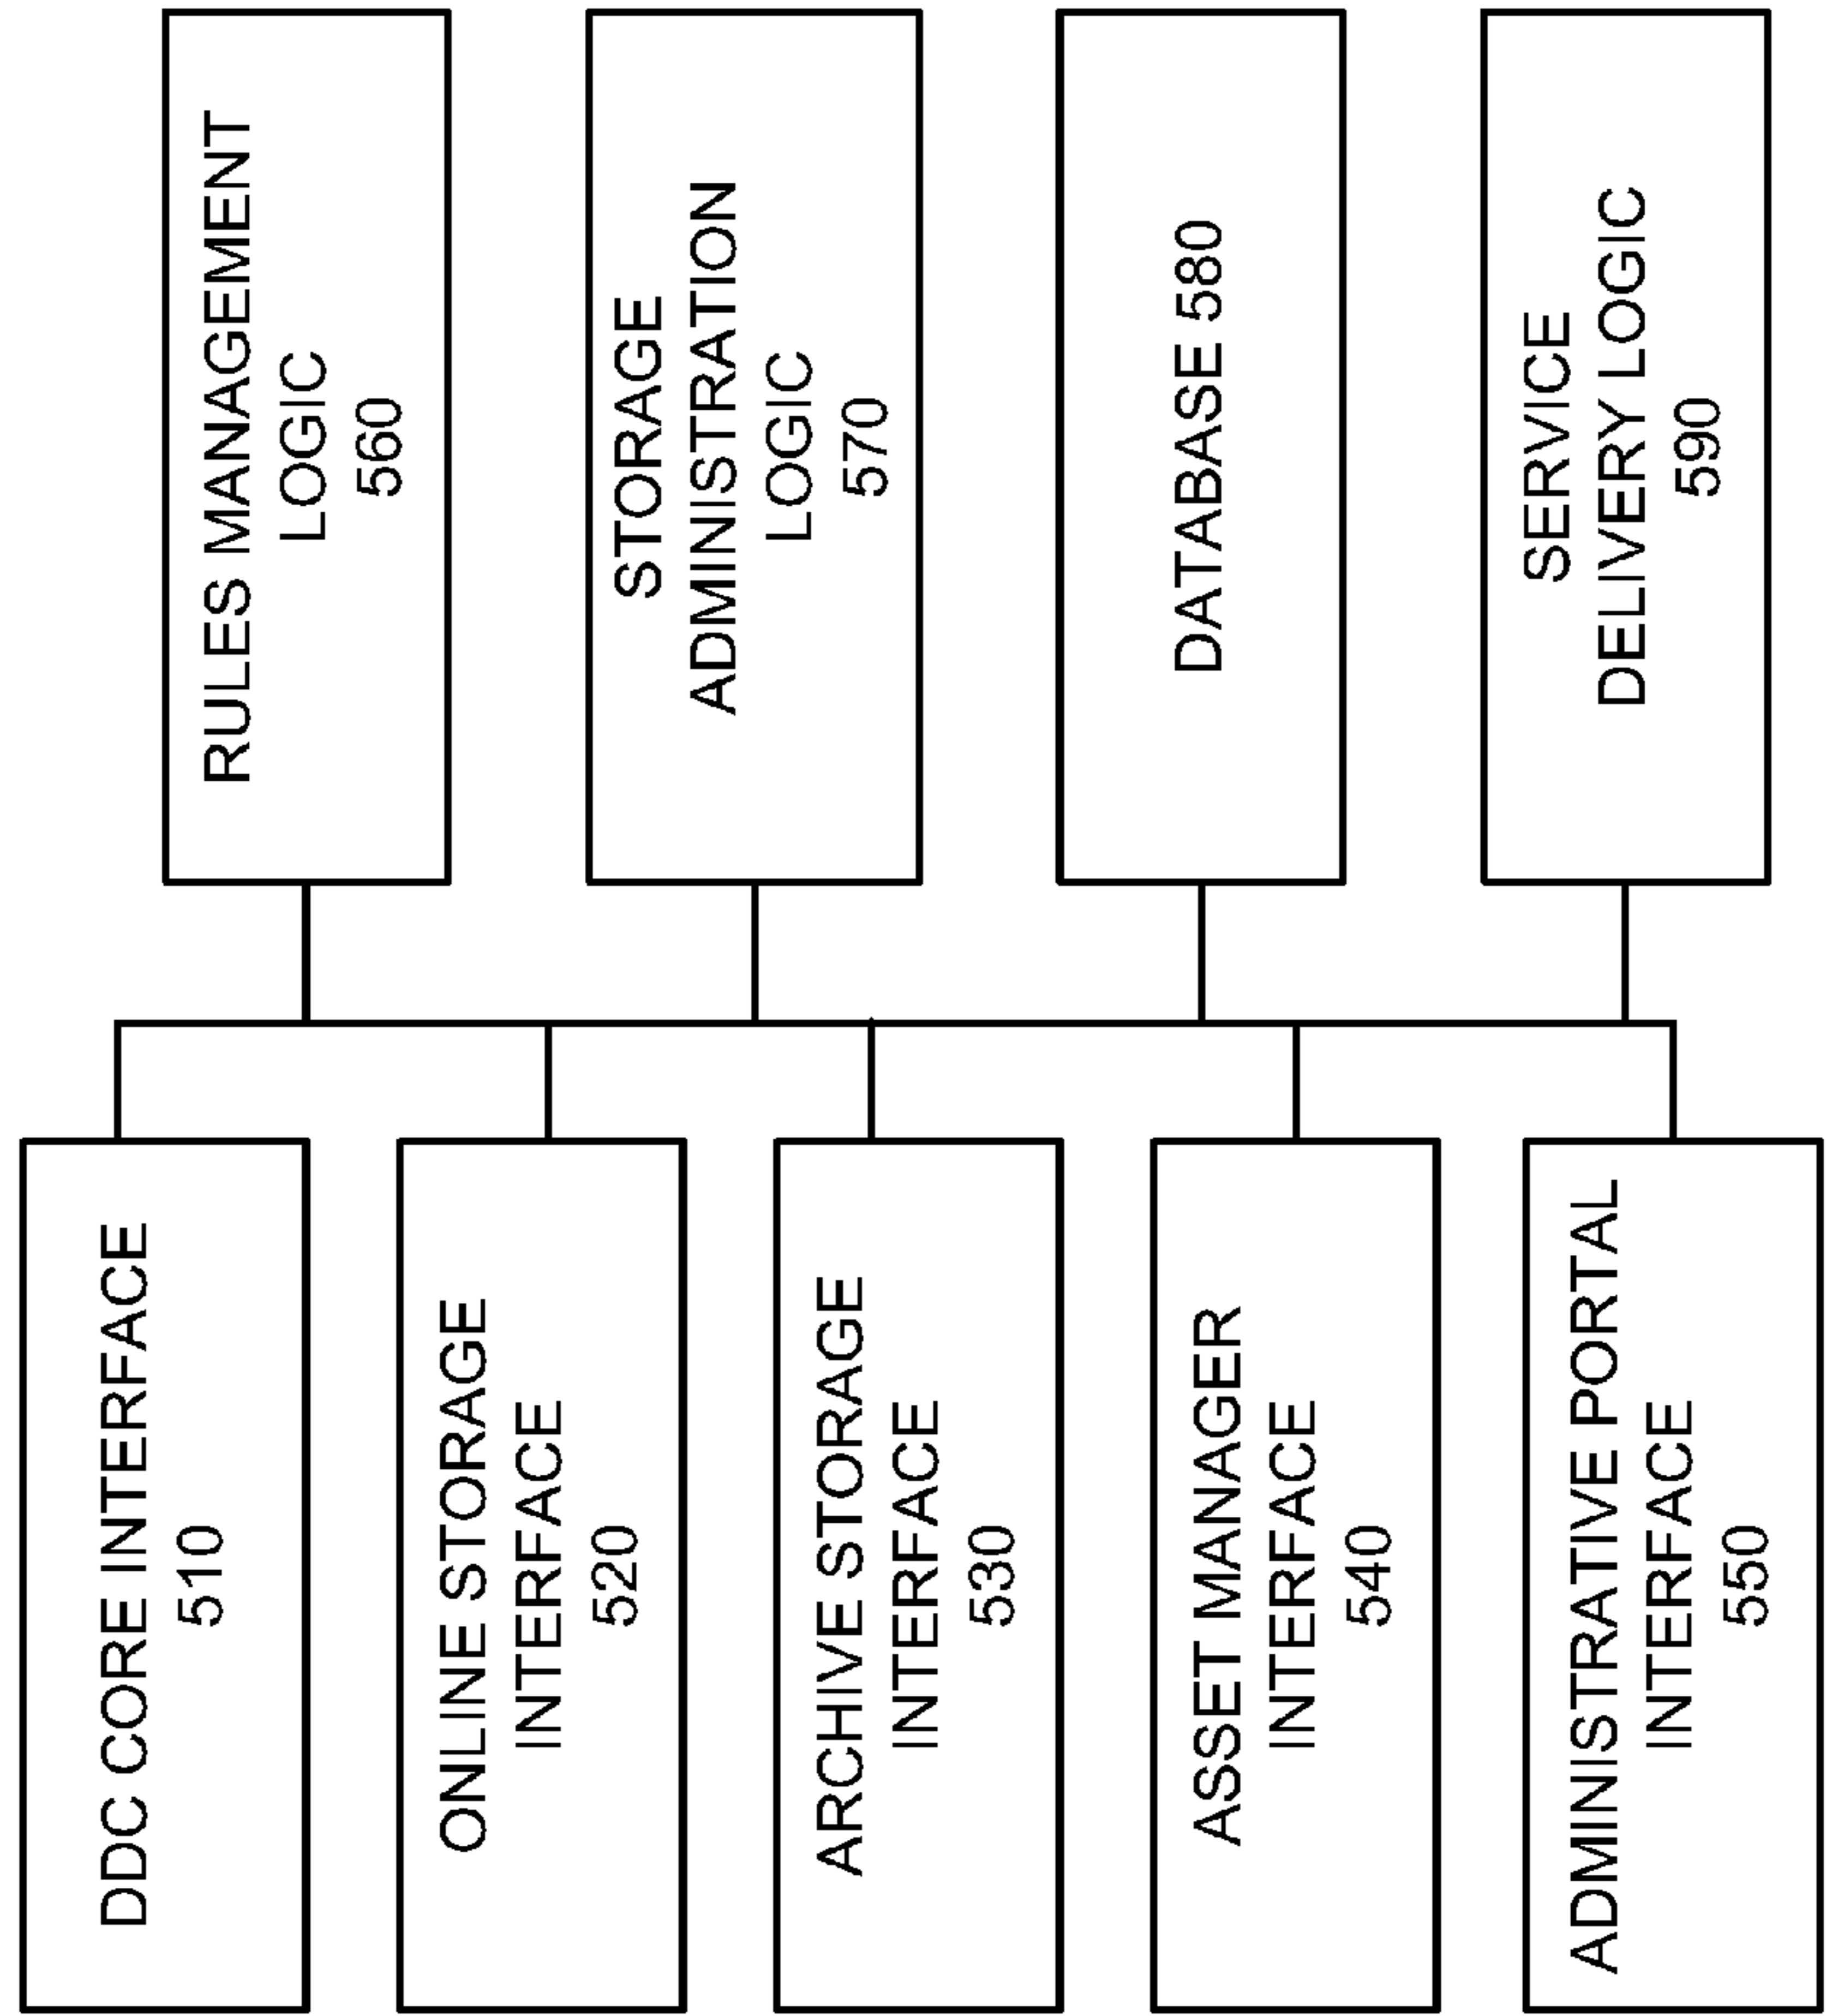 DDC CORE INTERFACE
510
ONLINE STORAGE
INTERFACE
520
ARCHIVE STORAGE
INTERFACE
530
ASSET MANAGER
INTERFACE
540
ADMINISTRATIVE PORTAL
INTERFACE
550
RULES MANAGEMENT
LOGIC
560
STORAGE
ADMINISTRATION
LOGIC
570
DATABASE 580
SERVICE
DELIVERY LOGIC
590